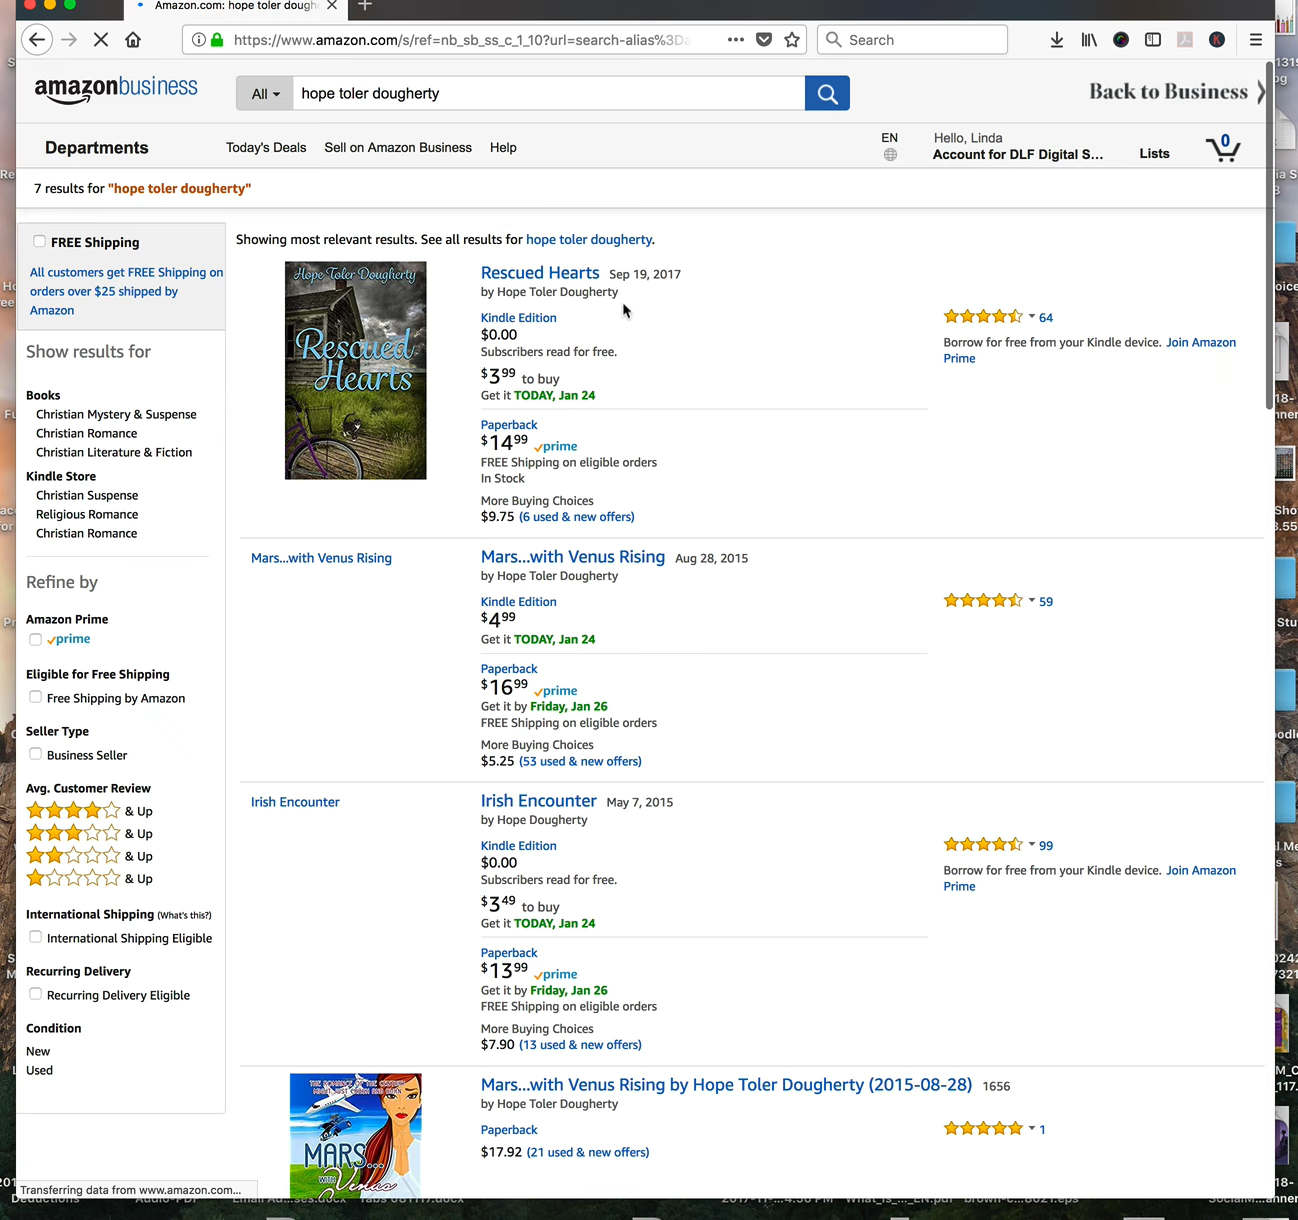 Amazon.com: hope toler dough
https://www.amazon.com/s/ref=nb_sb_ss_c_1_10?url=search-alias%3Da
Search
amazonbusiness
All
hope toler dougherty
Back to Business
Departments
Today's Deals
Sell on Amazon Business
Help
EN
Hello, Linda
Account for DLF Digital S...
Lists
0
7 results for "hope toler dougherty"
FREE Shipping
All customers get FREE Shipping on
orders over $25 shipped by
Amazon
Show results for
Books
Christian Mystery & Suspense
Christian Romance
Christian Literature & Fiction
Kindle Store
Christian Suspense
Religious Romance
Christian Romance
Refine by
Amazon Prime
prime
Eligible for Free Shipping
Free Shipping by Amazon
Seller Type
Business Seller
Avg. Customer Review
& Up
& Up
& Up
& Up
International Shipping (What's this?)
International Shipping Eligible
Recurring Delivery
Recurring Delivery Eligible
Condition
New
Used
Showing most relevant results. See all results for hope toler dougherty.
Hope Toler Dougherty
Rescued
Hearts
Rescued Hearts Sep 19, 2017
by Hope Toler Dougherty
Kindle Edition
$0.00
Subscribers read for free.
$3.99 to buy
Get it TODAY, Jan 24
64
Borrow for free from your Kindle device. Join Amazon
Prime
Paperback
$14.99 prime
FREE Shipping on eligible orders
In Stock
More Buying Choices
$9.75 (6 used & new offers)
Mars...with Venus Rising
Mars...with Venus Rising Aug 28, 2015
by Hope Toler Dougherty
Kindle Edition
$4.99
Get it TODAY, Jan 24
59
Paperback
$16.99 prime
Get it by Friday, Jan 26
FREE Shipping on eligible orders
More Buying Choices
$5.25 (53 used & new offers)
Irish Encounter
Irish Encounter May 7, 2015
by Hope Dougherty
Kindle Edition
$0.00
Subscribers read for free.
$3.49 to buy
Get it TODAY, Jan 24
99
Borrow for free from your Kindle device. Join Amazon
Prime
Paperback
$13.99 prime
Get it by Friday, Jan 26
FREE Shipping on eligible orders
More Buying Choices
$7.90 (13 used & new offers)
MARS...
with
Venus
Mars...with Venus Rising by Hope Toler Dougherty (2015-08-28) 1656
by Hope Toler Dougherty
Paperback
$17.92 (21 used & new offers)
1
Transferring data from www.amazon.com...